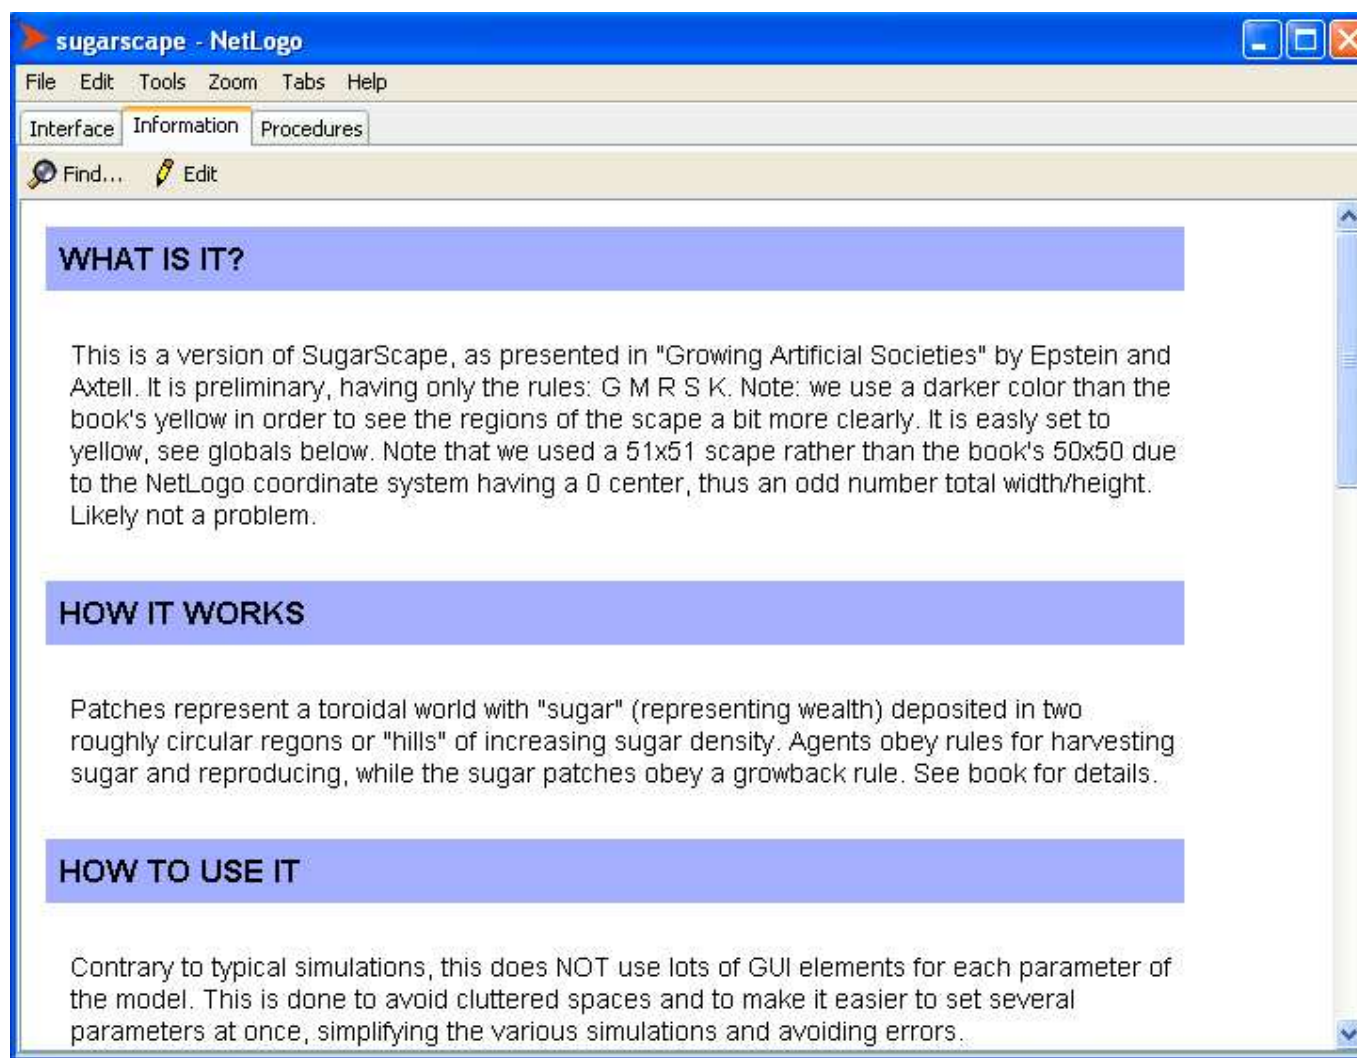 sugarscape - NetLogo
File Edit Tools Zoom Tabs Help
Interface Information Procedures
Find... Edit
WHAT IS IT?
This is a version of SugarScape, as presented in "Growing Artificial Societies" by Epstein and
Axtell. It is preliminary, having only the rules: G M R S K. Note: we use a darker color than the
book's yellow in order to see the regions of the scape a bit more clearly. It is easly set to
yellow, see globals below. Note that we used a 51x51 scape rather than the book's 50x50 due
to the NetLogo coordinate system having a 0 center, thus an odd number total width/height.
Likely not a problem.
HOW IT WORKS
Patches represent a toroidal world with "sugar" (representing wealth) deposited in two
roughly circular regons or "hills" of increasing sugar density. Agents obey rules for harvesting
sugar and reproducing, while the sugar patches obey a growback rule. See book for details.
HOW TO USE IT
Contrary to typical simulations, this does NOT use lots of GUI elements for each parameter of
the model. This is done to avoid cluttered spaces and to make it easier to set several
parameters at once, simplifying the various simulations and avoiding errors.